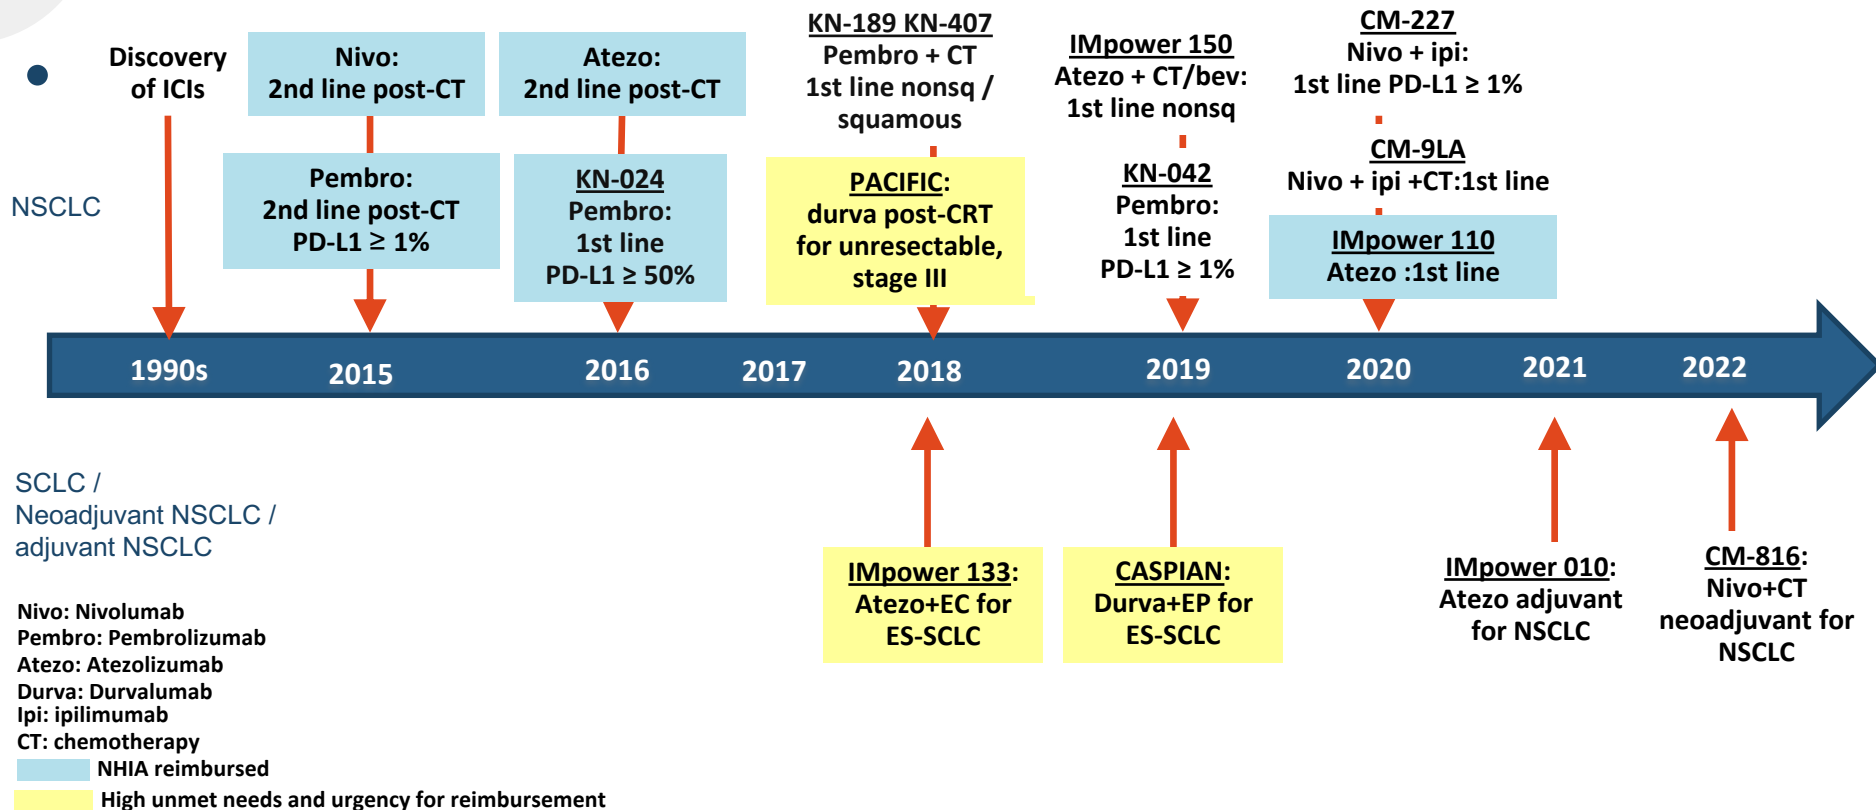 Discovery
of ICIs
Nivo:
2nd line post-CT
Pembro:
2nd line post-CT
PD-L1 ≥ 1%
Atezo:
2nd line post-CT
KN-024
Pembro:
1st line
PD-L1 ≥ 50%
KN-189 KN-407
Pembro + CT
1st line nonsq /
squamous
PACIFIC:
durva post-CRT
for unresectable,
stage III
IMpower 150
Atezo + CT/bev:
1st line nonsq
KN-042
Pembro:
1st line
PD-L1 ≥ 1%
CM-227
Nivo + ipi:
1st line PD-L1 ≥ 1%
CM-9LA
Nivo + ipi +CT:1st line
IMpower 110
Atezo :1st line
NSCLC
1990s 2015 2016 2017 2018 2019 2020 2021 2022
SCLC /
Neoadjuvant NSCLC /
adjuvant NSCLC
IMpower 133:
Atezo+EC for
ES-SCLC
CASPIAN:
Durva+EP for
ES-SCLC
IMpower 010:
Atezo adjuvant
for NSCLC
CM-816:
Nivo+CT
neoadjuvant for
NSCLC
Nivo: Nivolumab
Pembro: Pembrolizumab
Atezo: Atezolizumab
Durva: Durvalumab
Ipi: ipilimumab
CT: chemotherapy
NHIA reimbursed
High unmet needs and urgency for reimbursement